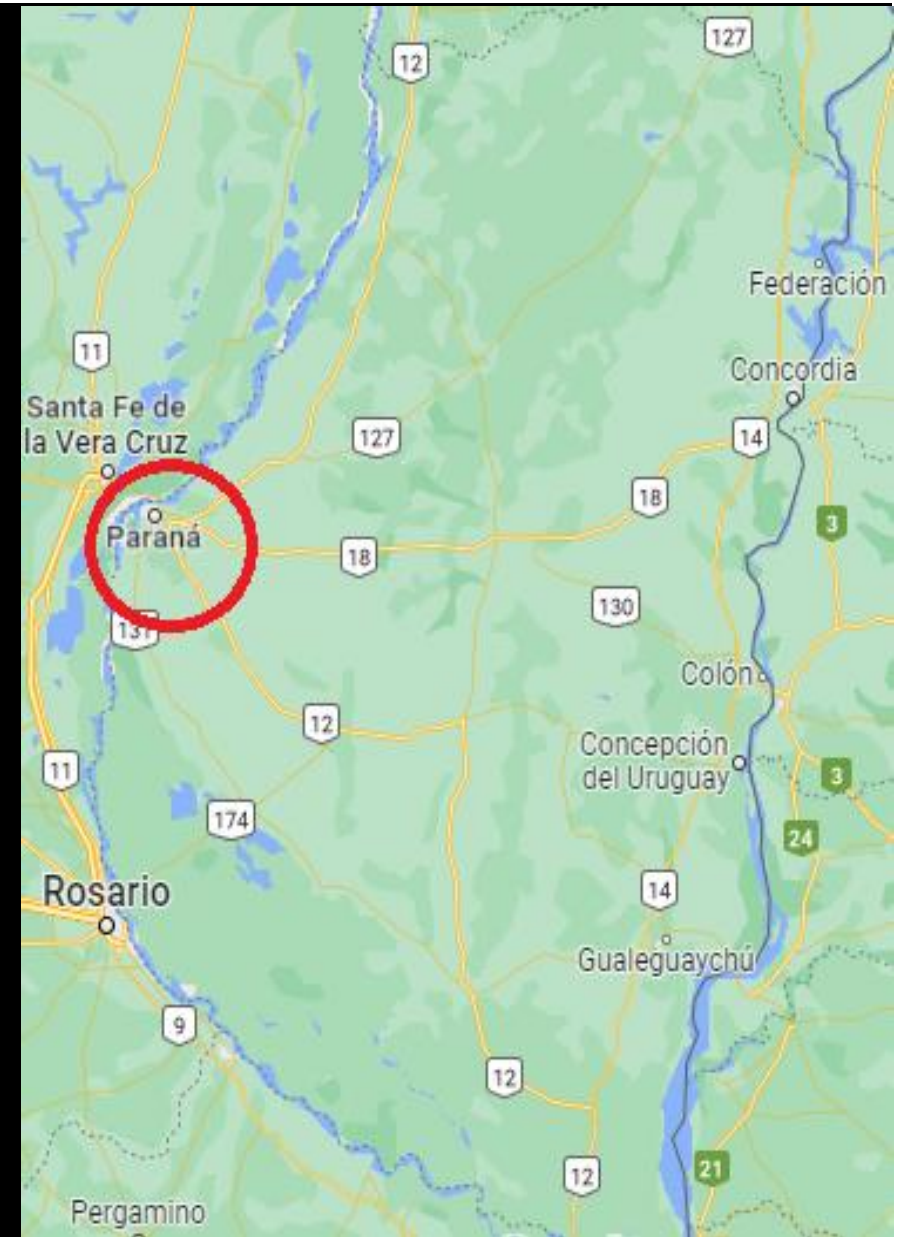 127
12
Federación
11
Concordia
Santa Fe de
la Vera Cruz
127
14
18
3
Paraná
18
130
131
Colón
12
Concepción
del Uruguay
11
3
174
24
Rosario
14
Gualeguaychú
9
12
12
21
Pergamino